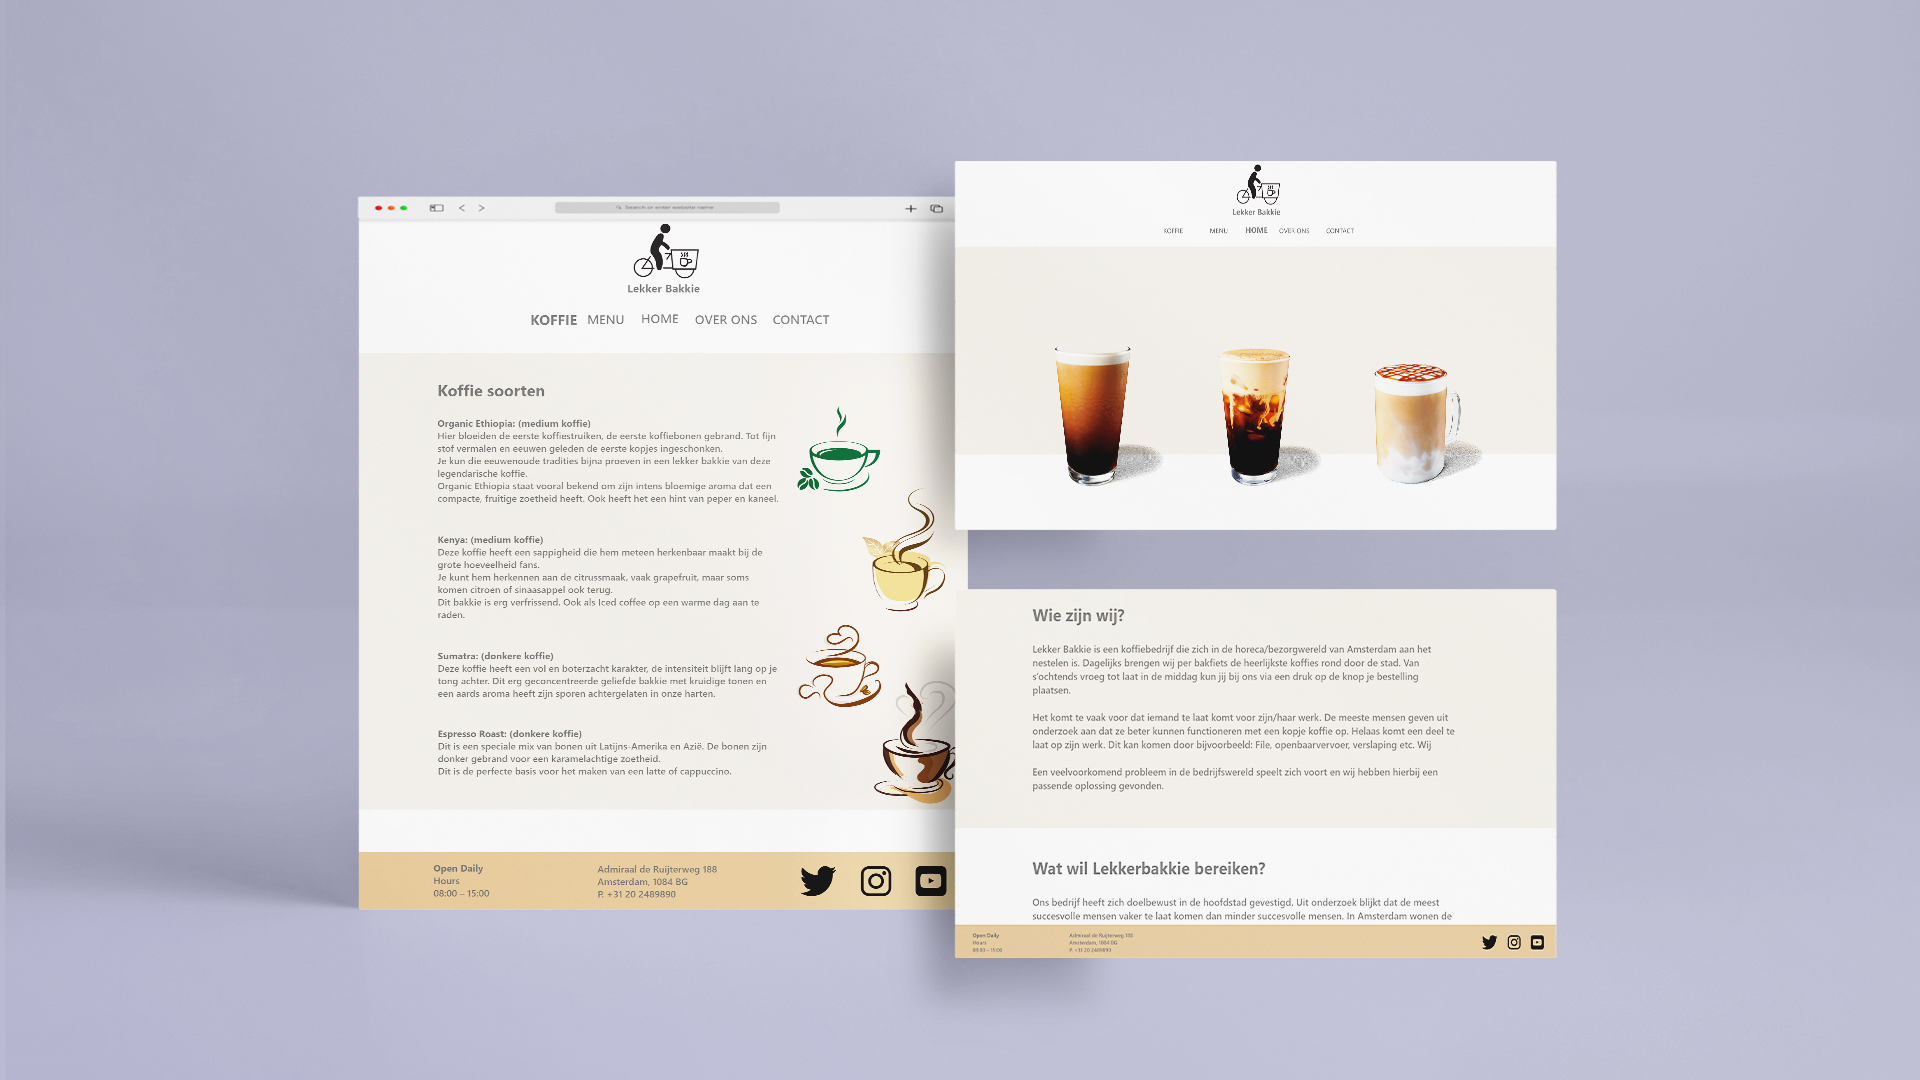 Search or enter website name
Lekker Bakkie
KOFFIE MENU HOME OVER ONS CONTACT
Koffie soorten
Organic Ethiopia: (medium koffie)
Hier bloeiden de eerste koffiestruiken, de eerste koffiebonen gebrand. Tot fijn
stof vermalen en eeuwen geleden de eerste kopjes ingeschonken.
Je kun die eeuwenoude tradities bijna proeven in een lekker bakkie van deze
legendarische koffie.
Organic Ethiopia staat vooral bekend om zijn intens bloemige aroma dat een
compacte, fruitige zoetheid heeft. Ook heeft het een hint van peper en kaneel.
Kenya: (medium koffie)
Deze koffie heeft een sappigheid die hem meteen herkenbaar maakt bij de
grote hoeveelheid fans.
Je kunt hem herkennen aan de citrussmaak, vaak grapefruit, maar soms
komen citroen of sinaasappel ook terug.
Dit bakkie is erg verfrissend. Ook als Iced coffee op een warme dag aan te
raden.
Sumatra: (donkere koffie)
Deze koffie heeft een vol en boterzacht karakter, de intensiteit blijft lang op je
tong achter. Dit erg geconcentreerde geliefde bakkie met kruidige tonen en
een aards aroma heeft zijn sporen achtergelaten in onze harten.
Espresso Roast: (donkere koffie)
Dit is een speciale mix van bonen uit Latijns-Amerika en Azië. De bonen zijn
donker gebrand voor een karamelachtige zoetheid.
Dit is de perfecte basis voor het maken van een latte of cappuccino.
Open Daily
Hours
08:00 – 15:00
Admiraal de Ruijterweg 188
Amsterdam, 1084 BG
P. +31 20 2489890
Lekker Bakkie
KOFFIE MENU HOME OVER ONS CONTACT
Wie zijn wij?
Lekker Bakkie is een koffiebedrijf die zich in de horeca/bezorgwereld van Amsterdam aan het
nestelen is. Dagelijks brengen wij per bakfiets de heerlijkste koffies rond door de stad. Van
s'ochtends vroeg tot laat in de middag kun jij bij ons via een druk op de knop je bestelling
plaatsen.
Het komt te vaak voor dat iemand te laat komt voor zijn/haar werk. De meeste mensen geven uit
onderzoek aan dat ze beter kunnen functioneren met een kopje koffie op. Helaas komt een deel te
laat op zijn werk. Dit kan komen door bijvoorbeeld: File, openbaarvervoer, verslaping etc. Wij
Een veelvoorkomend probleem in de bedrijfswereld speelt zich voort en wij hebben hierbij een
passende oplossing gevonden.
Wat wil Lekkerbakkie bereiken?
Ons bedrijf heeft zich doelbewust in de hoofdstad gevestigd. Uit onderzoek blijkt dat de meest
succesvolle mensen vaker te laat komen dan minder succesvolle mensen. In Amsterdam wonen de
Open Daily
Hours
08:00 – 15:00
Admiraal de Ruijterweg 188
Amsterdam, 1084 BG
P. +31 20 2489890